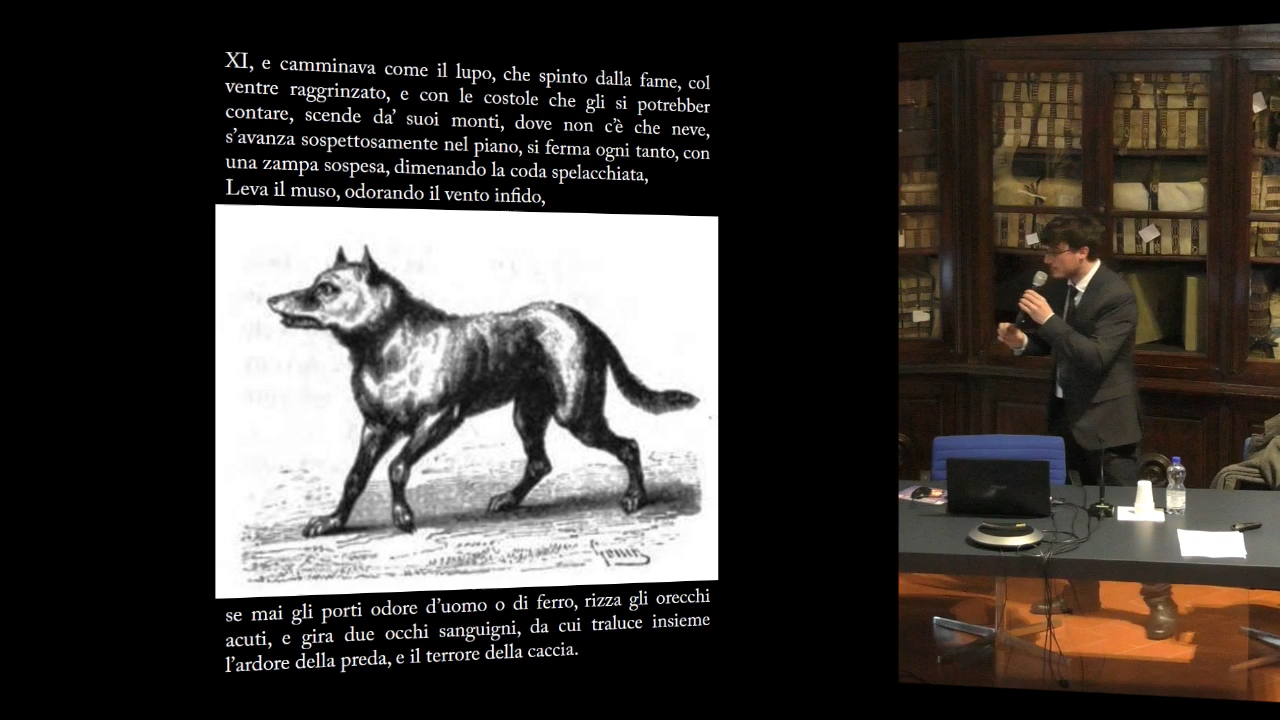 XI, e camminava come il lupo, che spinto dalla fame, col
ventre raggrinzato, e con le costole che gli si potrebber
contare, scende da' suoi monti, dove non c'è che neve,
s'avanza sospettosamente nel piano, si ferma ogni tanto, con
una zampa sospesa, dimenando la coda spelacchiata,
Leva il muso, odorando il vento infido,
Gonin
se mai gli porti odore d'uomo o di ferro, rizza gli orecchi
acuti, e gira due occhi sanguigni, da cui traluce insieme
l'ardore della preda, e il terrore della caccia.